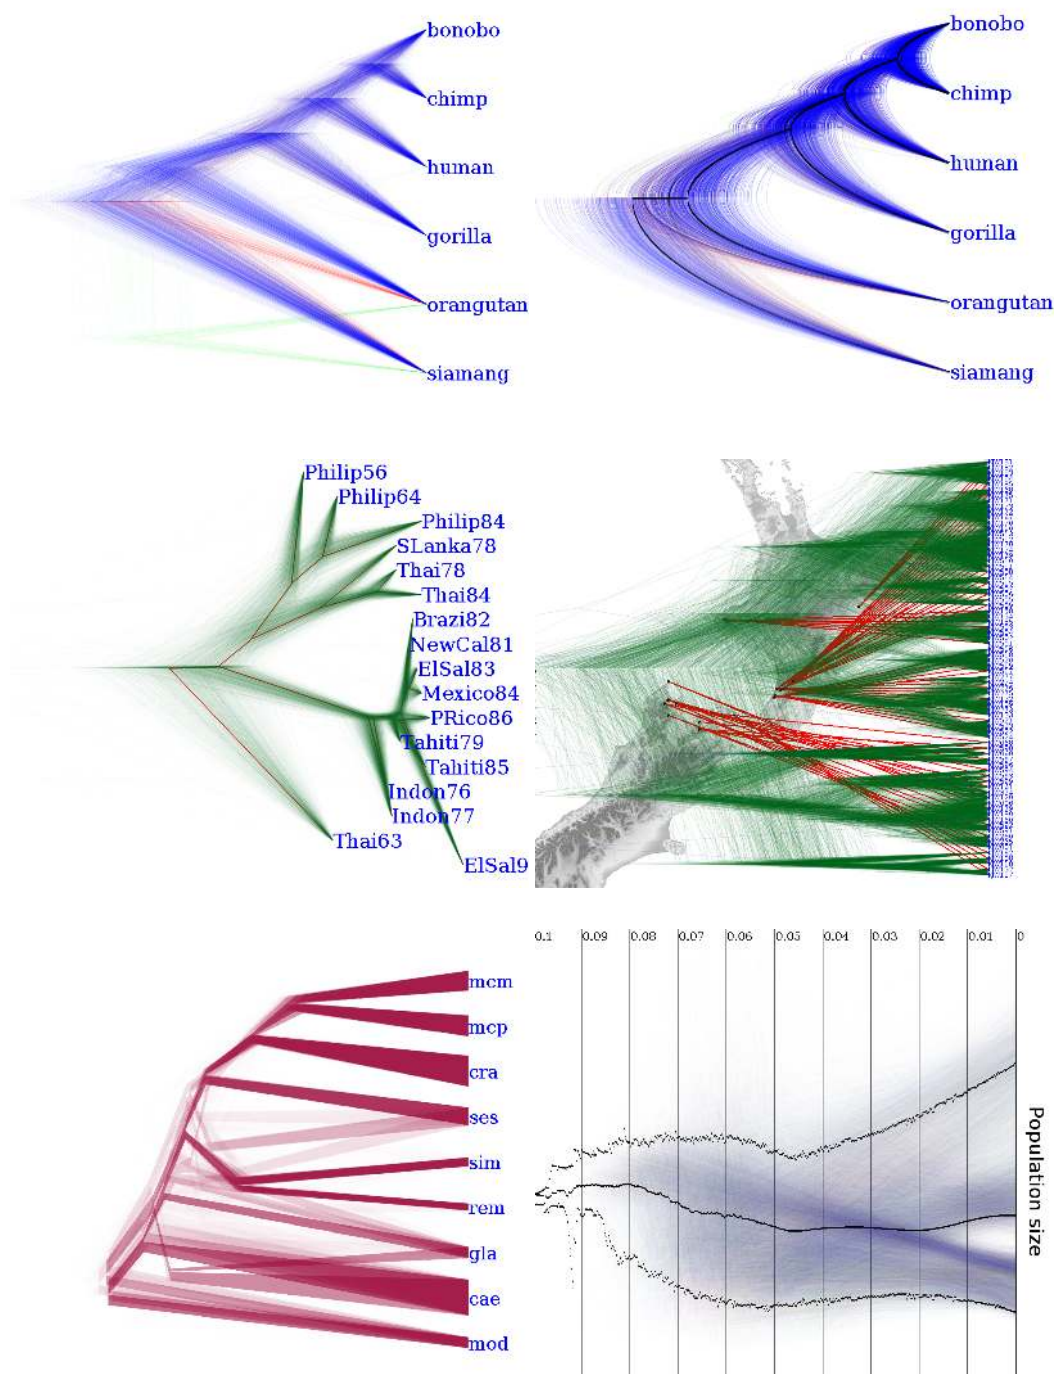 bonobo
chimp
human
gorilla
orangutan
siamang
bonobo
chimp
human
gorilla
orangutan
siamang
Philip56
Philip64
Philip84
SLanka78
Thai78
Thai84
Brazi82
NewCal81
ElSal83
Mexico84
PRico86
Tahiti79
Tahiti85
Indon76
Indon77
Thai63
ElSal9
mcm
mcp
cra
ses
sim
rem
gla
cae
mod
0.1 0.09 0.08 0.07 0.06 0.05 0.04 0.03 0.02 0.01 0
Population size